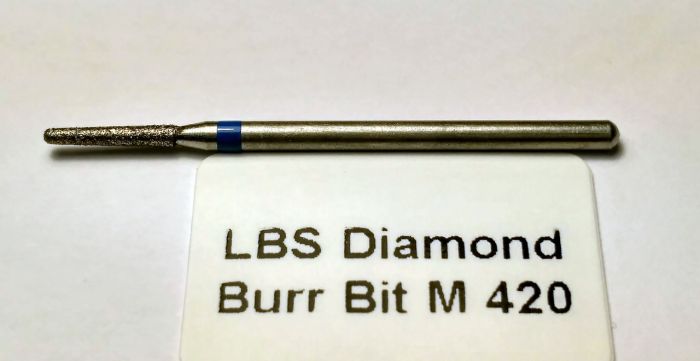 LBS Diamond
Burr Bit M 420